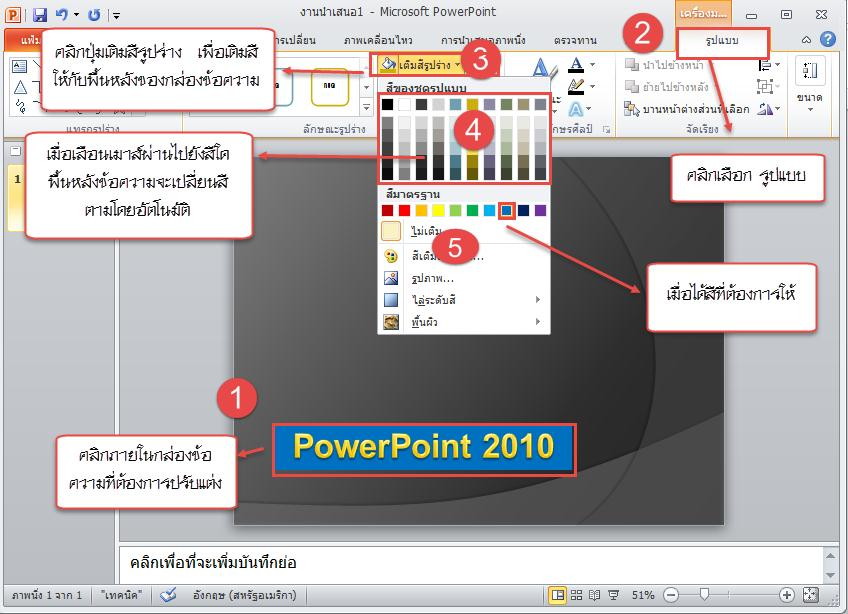 งานนำเสนอ1 - Microsoft PowerPoint
เครื่องม...
แฟ้ม
การเปลี่ยน
ภาพเคลื่อนไหว
การนำเสนอภาพนิ่ง
ตรวจทาน
รูปแบบ
2
คลิกปุ่มเติมสีรูปร่าง เพื่อเติมสี
ให้กับพื้นหลังของกล่องข้อความ
เติมสีรูปร่าง
3
นำไปข้างหน้า
ย้ายไปข้างหลัง
บานหน้าต่างส่วนที่เลือก
ขนาด
แทรกรูปร่าง
ลักษณะรูปร่าง
จัดเรียง
สีของชุดรูปแบบ
4
เมื่อเลื่อนเมาส์ผ่านไปยังสีใด
พื้นหลังข้อความจะเปลี่ยนสี
ตามโดยอัตโนมัติ
คลิกเลือก รูปแบบ
1
สีมาตรฐาน
ไม่เติม
5
สีเติม
รูปภาพ...
ไล่ระดับสี
พื้นผิว
เมื่อได้สีที่ต้องการให้
1
PowerPoint 2010
คลิกภายในกล่องข้อ
ความที่ต้องการปรับแต่ง
คลิกเพื่อที่จะเพิ่มบันทึกย่อ
ภาพนิ่ง 1 จาก 1
"เทคนิค"
อังกฤษ (สหรัฐอเมริกา)
51%